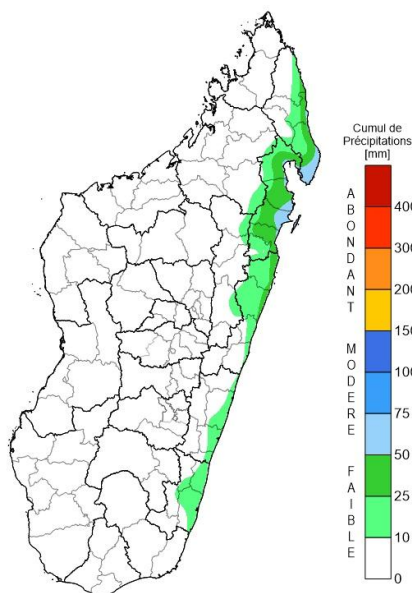 Cumul de
Précipitations
[mm]
400
300
200
150
100
75
50
25
10
0
ABONDANT
MODERE
FAIBLE